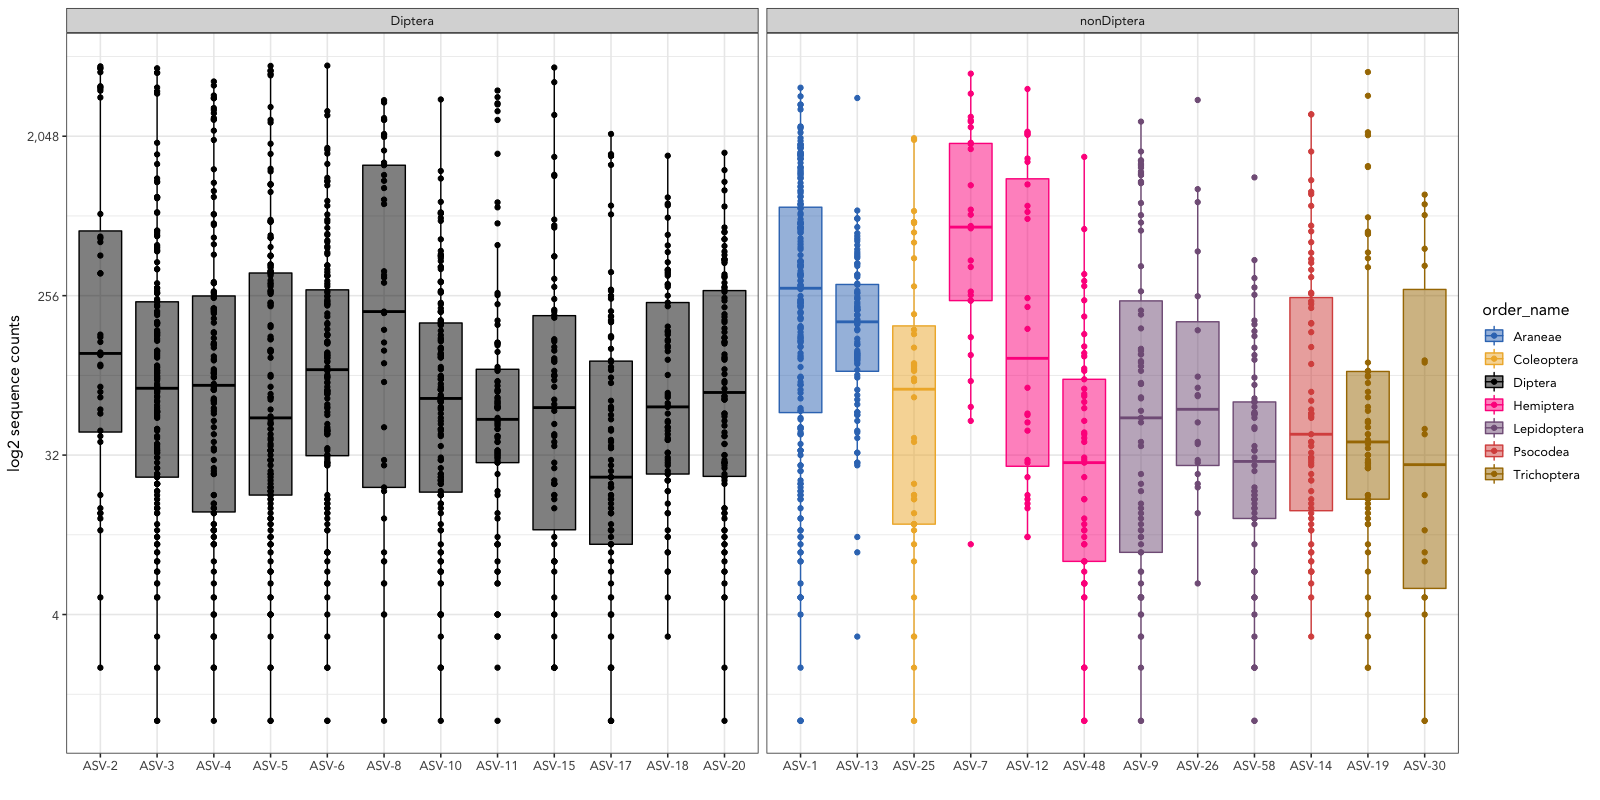 Diptera
nonDiptera
log2 sequence counts
2,048
256
32
4
ASV-2 ASV-3 ASV-4 ASV-5 ASV-6 ASV-8 ASV-10 ASV-11 ASV-15 ASV-17 ASV-18 ASV-20
ASV-1 ASV-13 ASV-25 ASV-7 ASV-12 ASV-48 ASV-9 ASV-26 ASV-58 ASV-14 ASV-19 ASV-30
order_name
Araneae
Coleoptera
Diptera
Hemiptera
Lepidoptera
Psocodea
Trichoptera